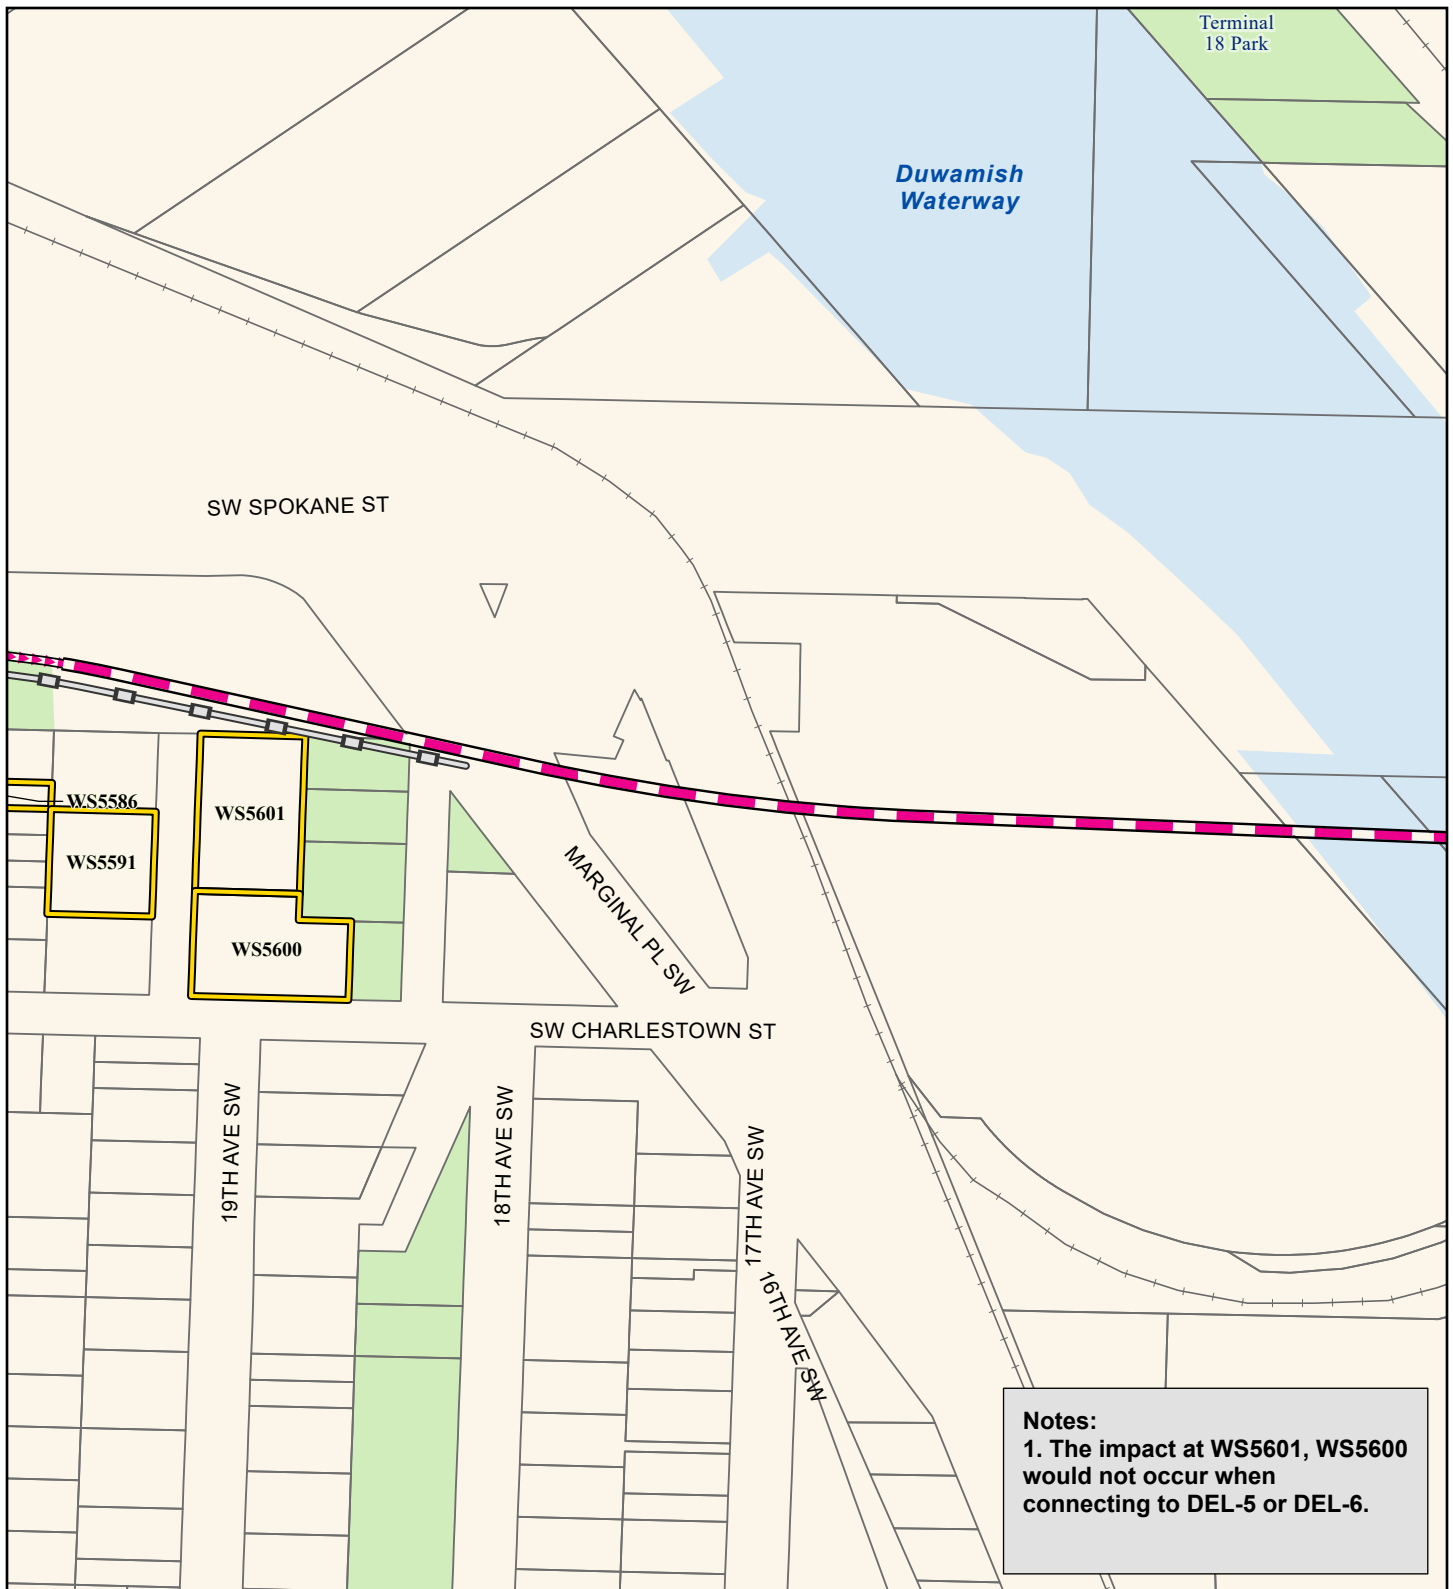 Terminal
18 Park
Duwamish
Waterway
SW SPOKANE ST
WS5586
WS5601
WS5591
WS5600
MARGINAL PL SW
SW CHARLESTOWN ST
19TH AVE SW
18TH AVE SW
17TH AVE SW
16TH AVE SW
Notes:
1. The impact at WS5601, WS5600
would not occur when
connecting to DEL-5 or DEL-6.